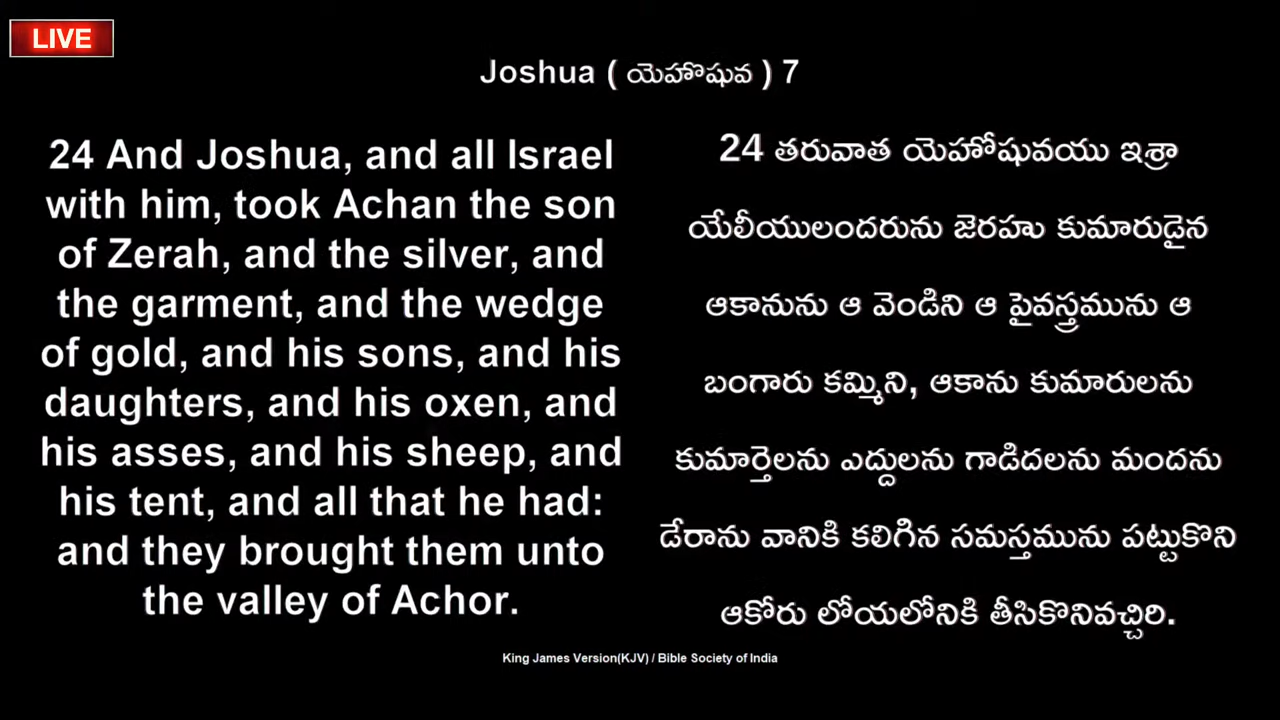 LIVE
Joshua ( యెహొషువ ) 7
24 And Joshua, and all Israel
with him, took Achan the son
of Zerah, and the silver, and
the garment, and the wedge
of gold, and his sons, and his
daughters, and his oxen, and
his asses, and his sheep, and
his tent, and all that he had:
and they brought them unto
the valley of Achor.
24 తరువాత యెహోషువయు ఇశ్రా
యేలీయులందరును జెరహు కుమారుడైన
ఆకానును ఆ వెండిని ఆ పైవస్త్రమును ఆ
బంగారు కమ్మిని, ఆకాను కుమారులను
కుమార్తెలను ఎద్దులను గాడిదలను మందను
డేరాను వానికి కలిగిన సమస్తమును పట్టుకొని
ఆకోరు లోయలోనికి తీసికొనివచ్చిరి.
King James Version(KJV) / Bible Society of India